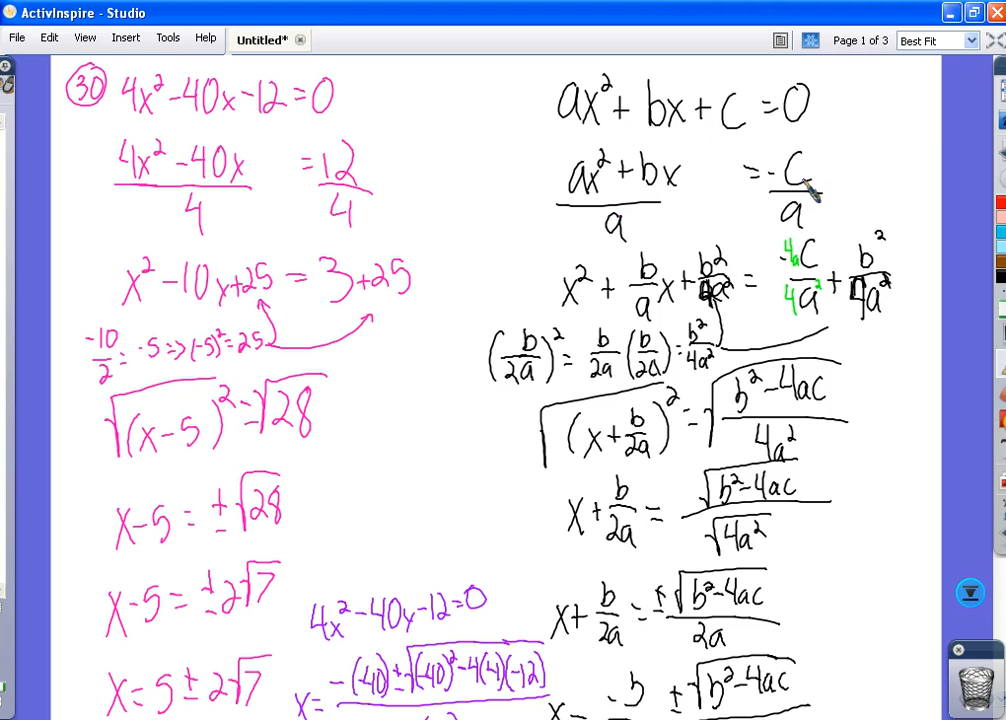 ActivInspire - Studio
File Edit View Insert Tools Help Untitled* Page 1 of 3 Best Fit
30 4x² -40x -12 = 0
4x² -40x = 12
4 4
x² -10x +25 = 3 +25
-10/2 = -5 => (-5)² = 25
√(x-5)² = √28
x-5 = ±√28
x-5 = ±2√7
x = 5 ± 2√7
4x² -40x -12 = 0
x = -(-40) ± √(-40)² -4(4)(-12)
ax² + bx + c = 0
ax² + bx = -c
a a
x² + b/a x + b²/4a² = -4ac/4a² + b²/4a²
(b/2a)² = b/2a (b/2a) = b²/4a²
√(x + b/2a)² = √b² -4ac/4a²
x + b/2a = √b² -4ac/√4a²
x + b/2a = ±√b² -4ac/2a
x = -b ± √b² -4ac